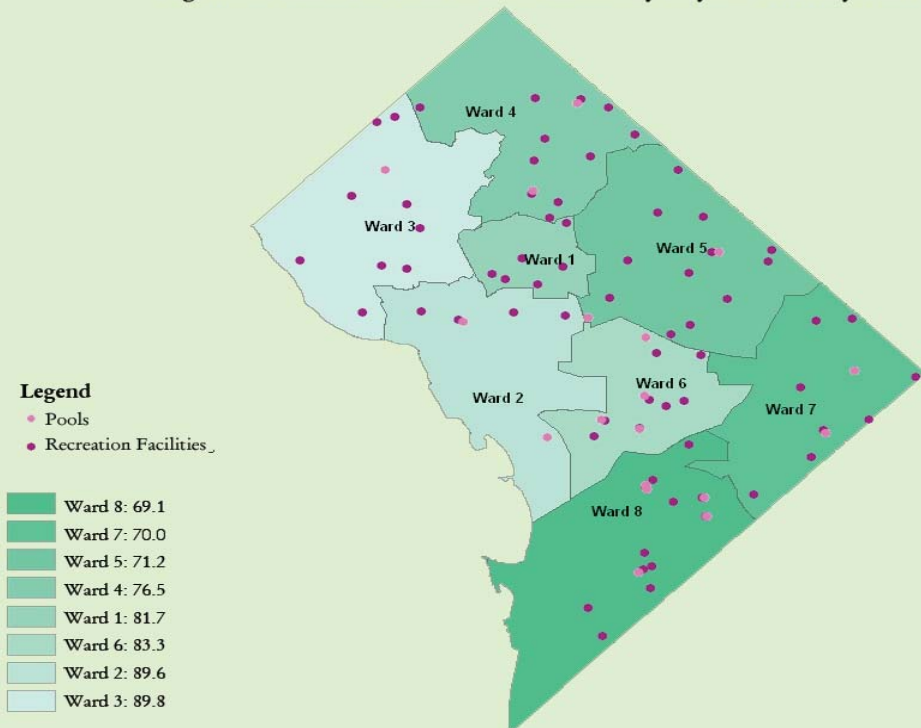 Ward 4
Ward 3
Ward 5
Ward 1
Ward 6
Ward 2
Ward 7
Ward 8
Legend
Pools
Recreation Facilities
Ward 8: 69.1
Ward 7: 70.0
Ward 5: 71.2
Ward 4: 76.5
Ward 1: 81.7
Ward 6: 83.3
Ward 2: 89.6
Ward 3: 89.8